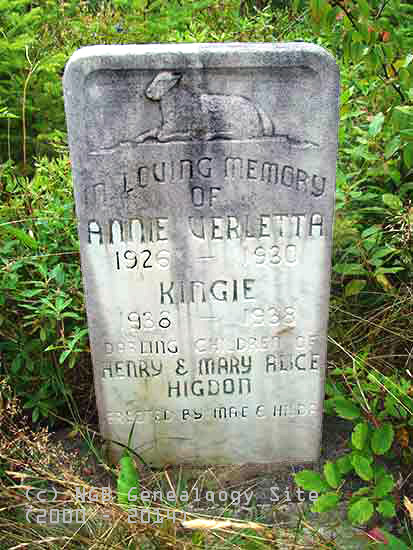 IN LOVING MEMORY
OF
ANNIE VERLETTA
1926 — 1930
KINGIE
1938 — 1938
DARLING CHILDREN OF
HENRY & MARY ALICE
HIGDON
ERECTED BY MAE & HILDA
(c) NGB Genealogy Site
(2000 - 2014)